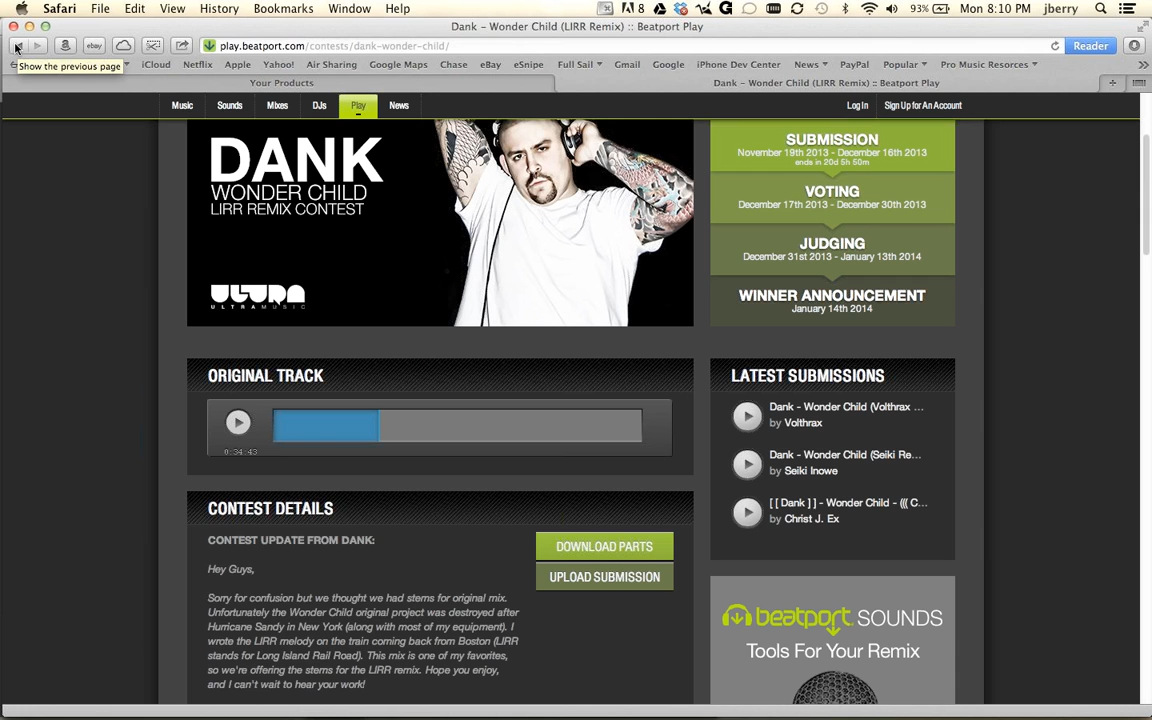 Safari File Edit View History Bookmarks Window Help 8 93% Wed 8:10 PM jberry
Dank – Wonder Child (LIRR Remix) :: Beatport Play
ebay play.beatport.com/contests/dank-wonder-child/ Reader
Show the previous page iCloud Netflix Apple Yahoo! Air Sharing Google Maps Chase eBay eSnipe Full Sail Gmail Google iPhone Dev Center News PayPal Popular Pro Music Resorces
Your Products Dank – Wonder Child (LIRR Remix) :: Beatport Play
Music Sounds Mixes DJs Play News Log In Sign Up for An Account
DANK
WONDER CHILD
LIRR REMIX CONTEST
ULTRA
ULTRAMUSIC
SUBMISSION
November 19th 2013 - December 16th 2013
ends in 20d 5h 50m
VOTING
December 17th 2013 - December 30th 2013
JUDGING
December 31st 2013 - January 13th 2014
WINNER ANNOUNCEMENT
January 14th 2014
ORIGINAL TRACK
0:34:43
LATEST SUBMISSIONS
Dank - Wonder Child (Volthrax ...
by Volthrax
Dank - Wonder Child (Seiki Re...
by Seiki Inowe
[ [ Dank ] ] - Wonder Child - ((( C...
by Christ J. Ex
CONTEST DETAILS
CONTEST UPDATE FROM DANK:
Hey Guys,
Sorry for confusion but we thought we had stems for original mix.
Unfortunately the Wonder Child original project was destroyed after
Hurricane Sandy in New York (along with most of my equipment). I
wrote the LIRR melody on the train coming back from Boston (LIRR
stands for Long Island Rail Road). This mix is one of my favorites,
so we're offering the stems for the LIRR remix. Hope you enjoy,
and I can't wait to hear your work!
DOWNLOAD PARTS
UPLOAD SUBMISSION
beatport SOUNDS
Tools For Your Remix